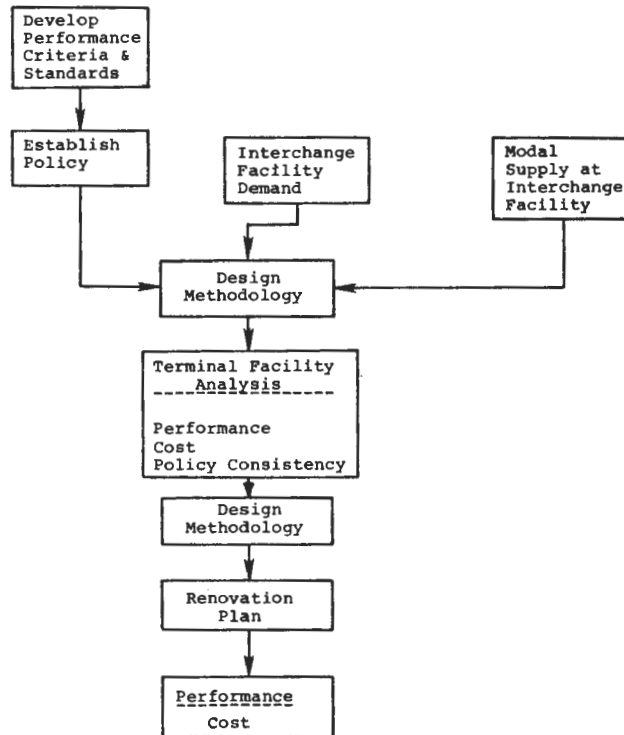 Develop
Performance
Criteria &
Standards
Establish
Policy
Interchange
Facility
Demand
Modal
Supply at
Interchange
Facility
Design
Methodology
Terminal Facility
Analysis
Performance
Cost
Policy Consistency
Design
Methodology
Renovation
Plan
Performance
Cost